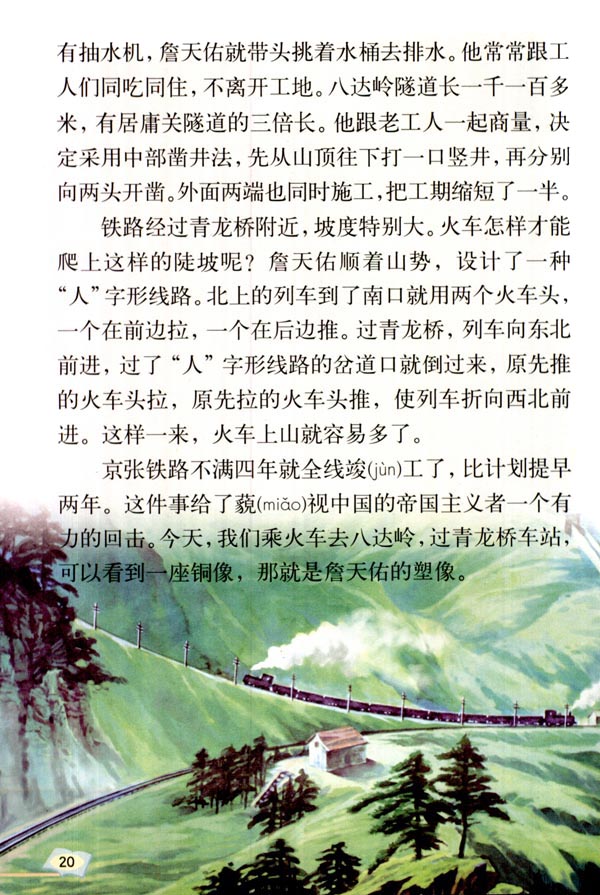 有抽水机，詹天佑就带头挑着水桶去排水。他常常跟工
人们同吃同住，不离开工地。八达岭隧道长一千一百多
米，有居庸关隧道的三倍长。他跟老工人一起商量，决
定采用中部凿井法，先从山顶往下打一口竖井，再分别
向两头开凿。外面两端也同时施工，把工期缩短了一半。
铁路经过青龙桥附近，坡度特别大。火车怎样才能
爬上这样的陡坡呢？詹天佑顺着山势，设计了一种
“人”字形线路。北上的列车到了南口就用两个火车头，
一个在前边拉，一个在后边推。过青龙桥，列车向东北
前进，过了“人”字形线路的岔道口就倒过来，原先推
的火车头拉，原先拉的火车头推，使列车折向西北前
进。这样一来，火车上山就容易多了。
京张铁路不满四年就全线竣(jùn)工了，比计划提早
两年。这件事给了藐(miǎo)视中国的帝国主义者一个有
力的回击。今天，我们乘火车去八达岭，过青龙桥车站，
可以看到一座铜像，那就是詹天佑的塑像。
20